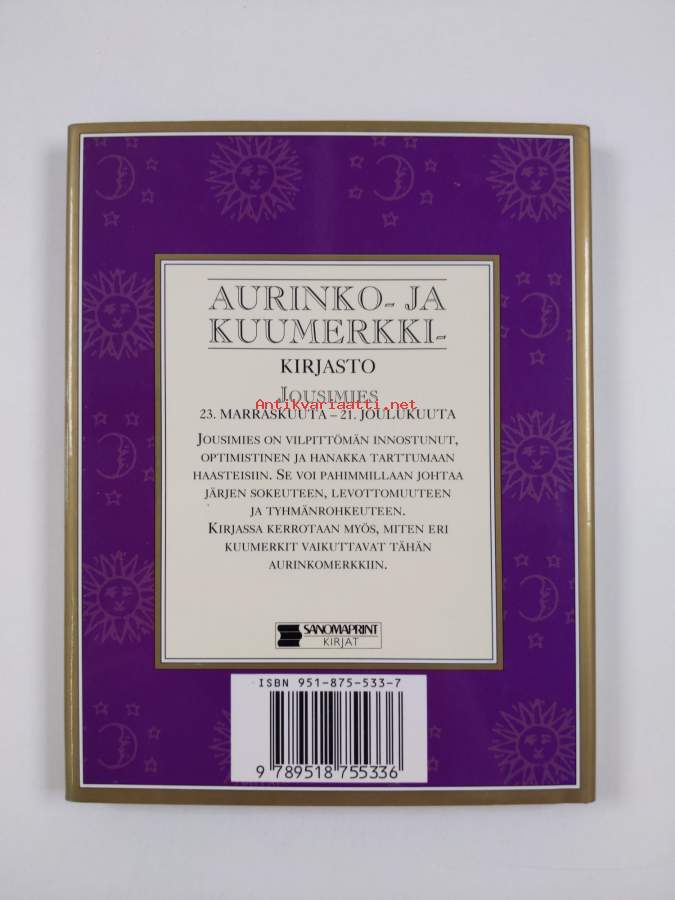 AURINKO- JA
KUUMERKKI-
KIRJASTO
JOUSIMIES
Antikvariaatti.net
23. MARRASKUUTA – 21. JOULUKUUTA
JOUSIMIES ON VILPITTÖMÄN INNOSTUNUT,
OPTIMISTINEN JA HANAKKA TARTTUMAAN
HAASTEISIIN. SE VOI PAHIMMILLAAN JOHTAA
JÄRJEN SOKEUTEEN, LEVOTTOMUUTEEN
JA TYHMÄNROHKEUTEEN.
KIRJASSA KERROTAAN MYÖS, MITEN ERI
KUUMERKIT VAIKUTTAVAT TÄHÄN
AURINKOMERKKIIN.
SANOMAPRINT
KIRJAT
ISBN 951-875-533-7
9 789518 755336